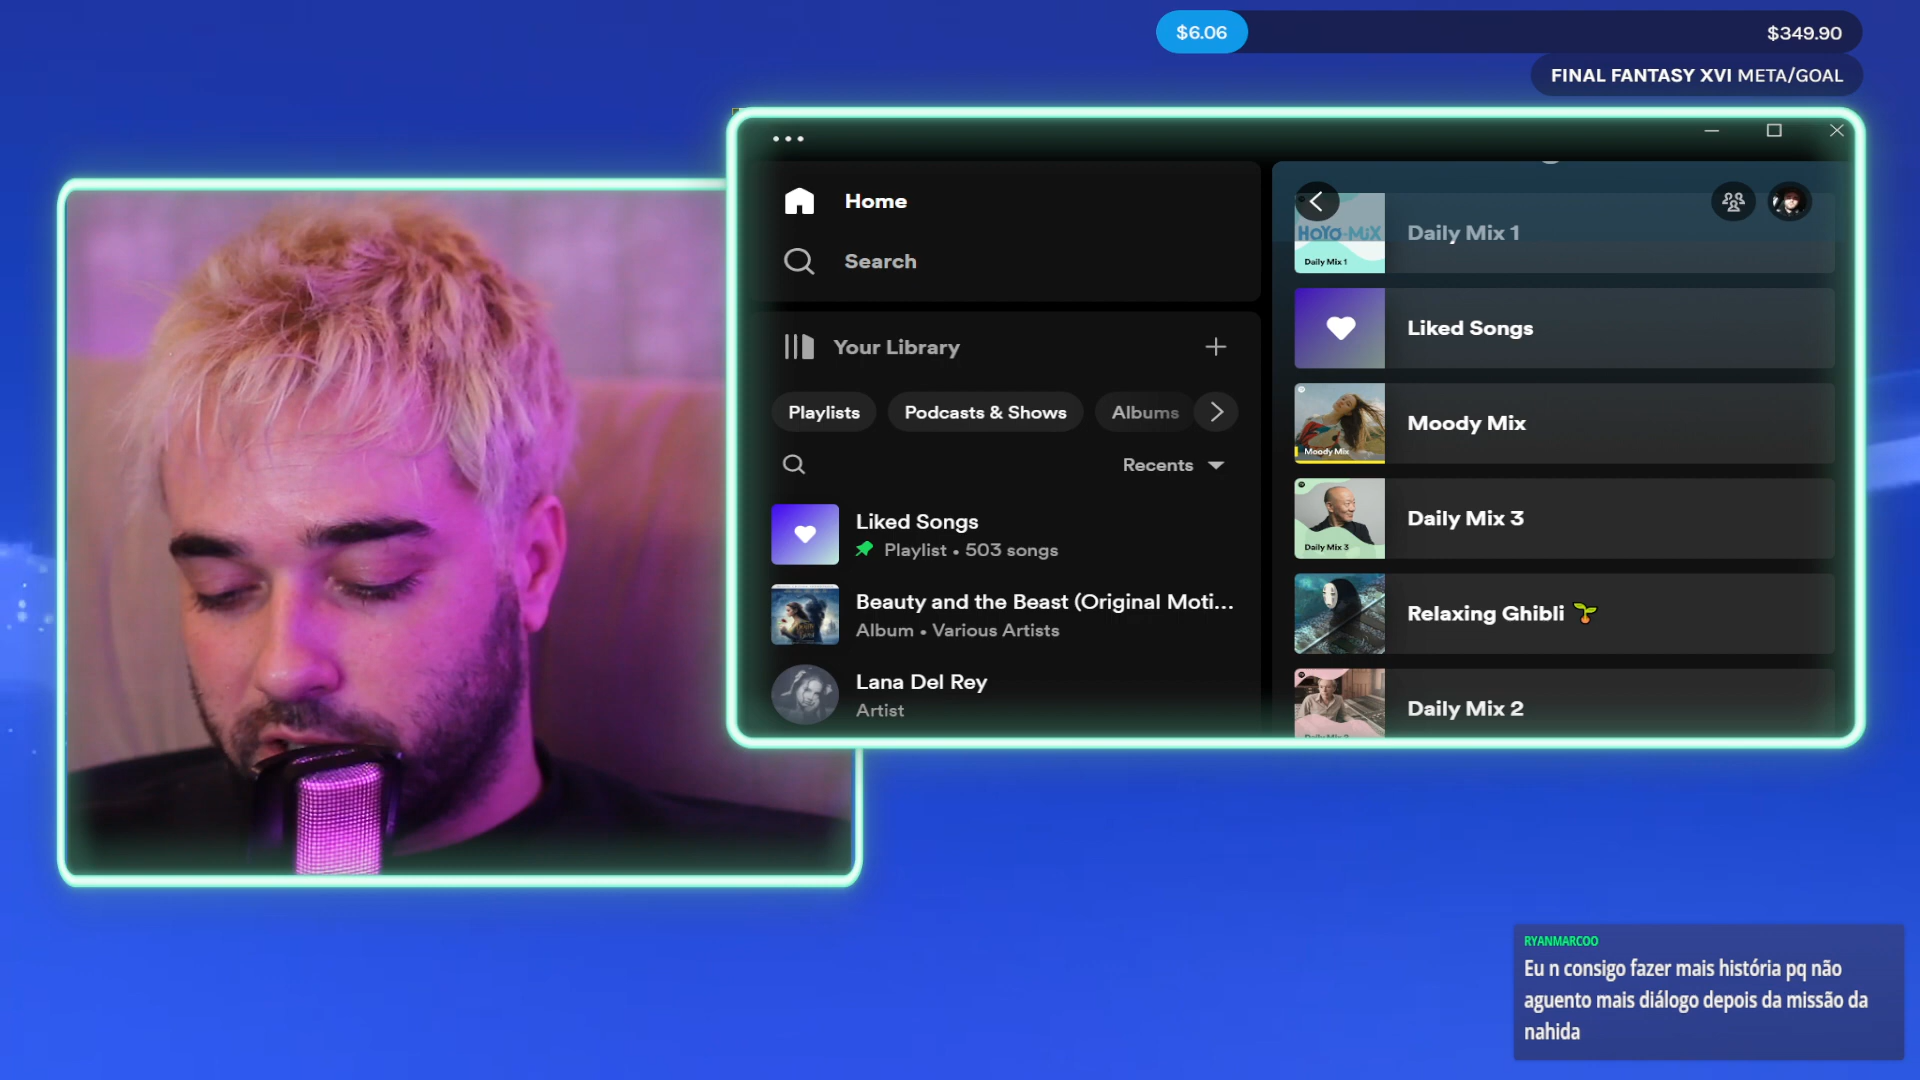 $6.06
$349.90
FINAL FANTASY XVI META/GOAL
Home
Search
Your Library
Playlists
Podcasts & Shows
Albums
Recents
Liked Songs
Playlist • 503 songs
Beauty and the Beast (Original Moti...
Album • Various Artists
Lana Del Rey
Artist
HOYO-MiX
Daily Mix 1
Daily Mix 1
Liked Songs
Moody Mix
Moody Mix
Daily Mix 3
Daily Mix 3
Relaxing Ghibli
Daily Mix 2
RYANMARCOO
Eu n consigo fazer mais história pq não
aguento mais diálogo depois da missão da
nahida